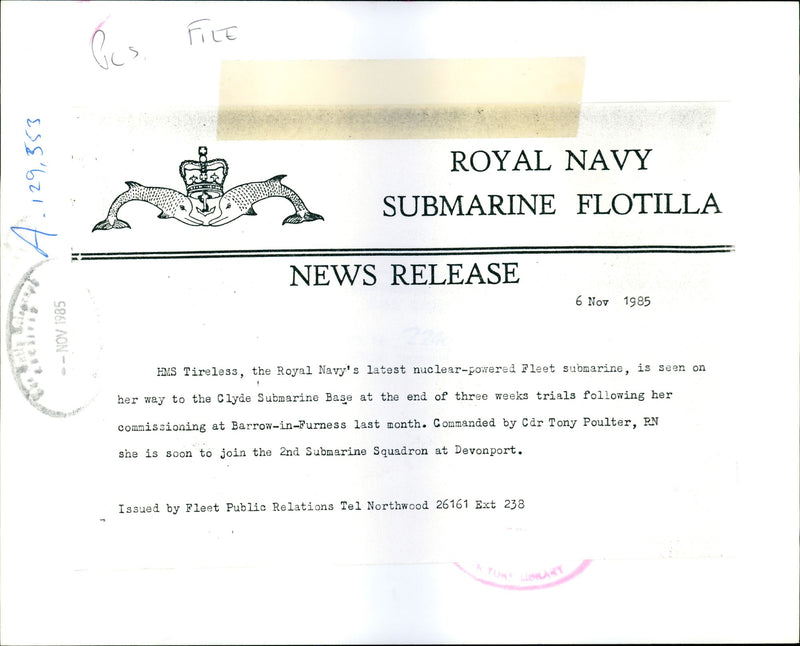 Pcs. FILE
A.129,353
ROYAL NAVY
SUBMARINE FLOTILLA
NEWS RELEASE
6 Nov 1985
-- NOV 1985
HMS Tireless, the Royal Navy's latest nuclear-powered Fleet submarine, is seen on
her way to the Clyde Submarine Base at the end of three weeks trials following her
commissioning at Barrow-in-Furness last month. Commanded by Cdr Tony Poulter, RN
she is soon to join the 2nd Submarine Squadron at Devonport.
Issued by Fleet Public Relations Tel Northwood 26161 Ext 238
LIBRARY